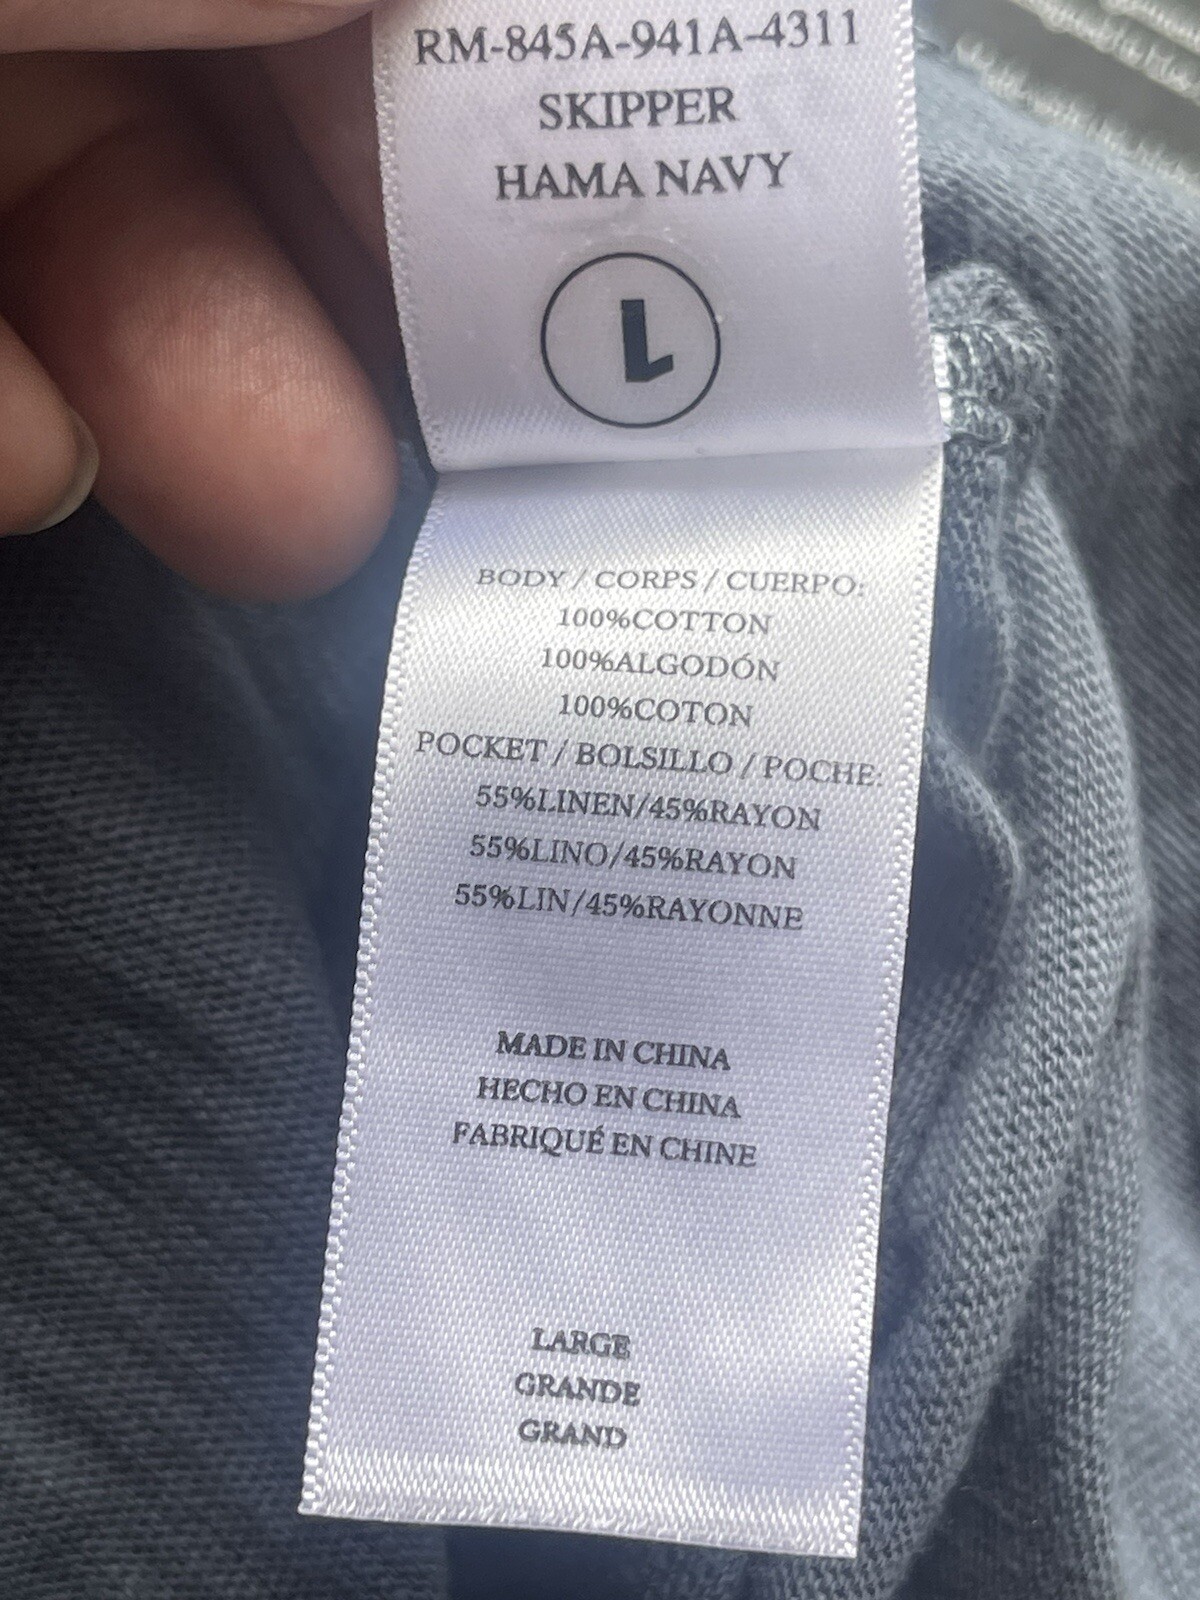 RM-845A-941A-4311
SKIPPER
HAMA NAVY
1
BODY / CORPS / CUERPO:
100%COTTON
100%ALGODÓN
100%COTON
POCKET / BOLSILLO / POCHE:
55%LINEN/45%RAYON
55%LINO/45%RAYON
55%LIN/45%RAYONNE
MADE IN CHINA
HECHO EN CHINA
FABRIQUÉ EN CHINE
LARGE
GRANDE
GRAND